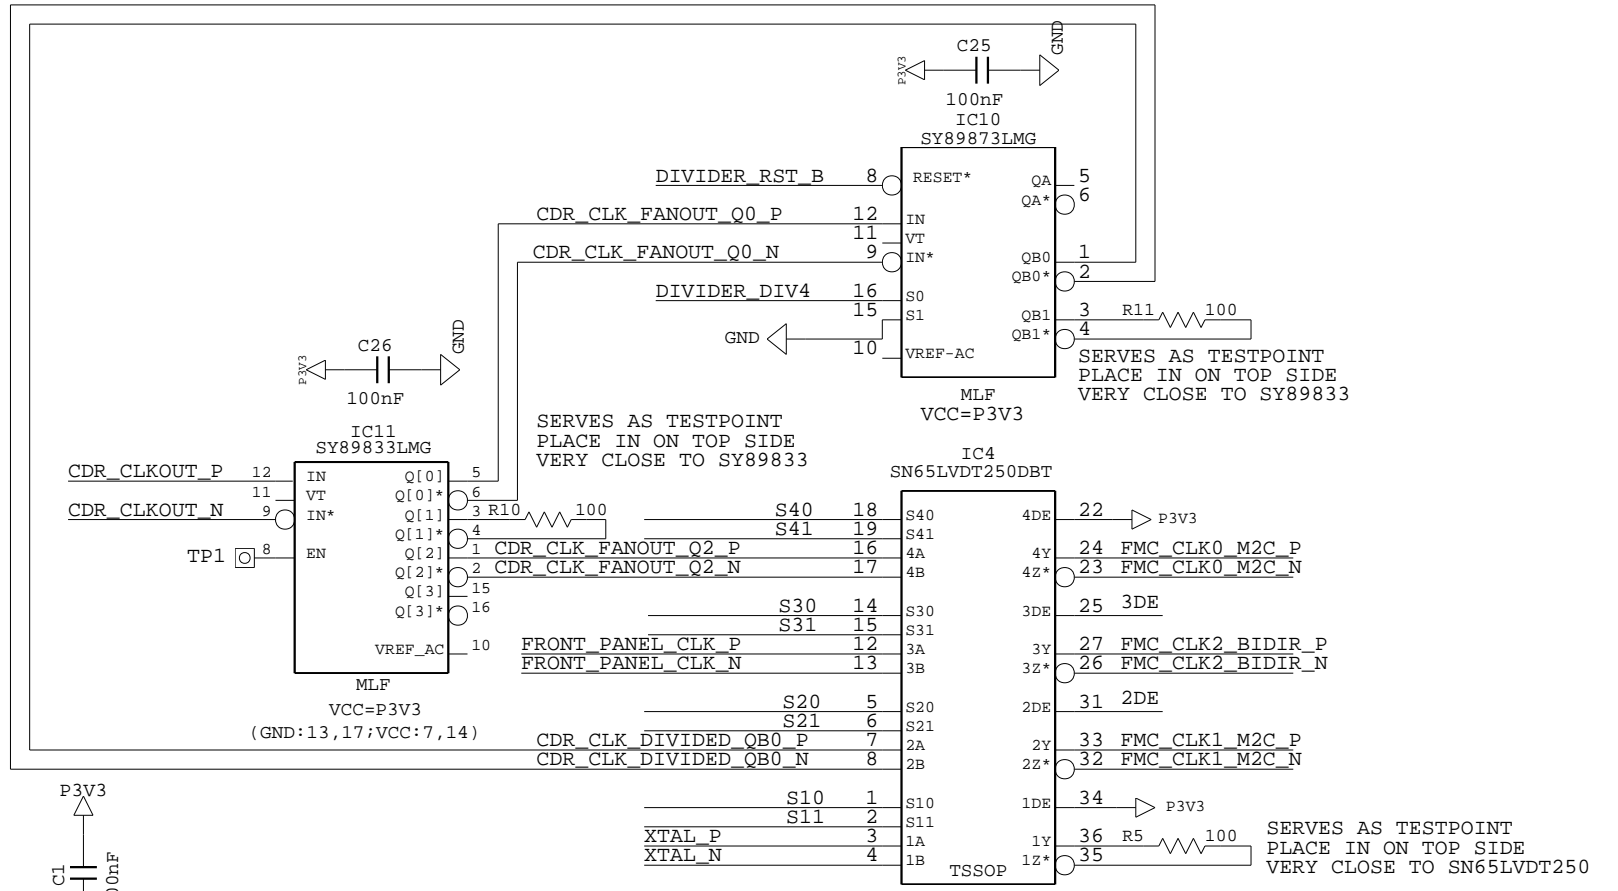 C25
GND
P3V3
100nF
IC10
SY89873LMG
DIVIDER_RST_B 8 RESET* QA 5
QA* 6
CDR_CLK_FANOUT_Q0_P 12 IN
11 VT
CDR_CLK_FANOUT_Q0_N 9 IN* QB0 1
QB0* 2
DIVIDER_DIV4 16 S0
15 S1 QB1 3 R11 100
GND QB1* 4
10 VREF-AC
SERVES AS TESTPOINT
PLACE IN ON TOP SIDE
VERY CLOSE TO SY89833
MLF
VCC=P3V3
C26
GND
P3V3
100nF
IC11
SY89833LMG
SERVES AS TESTPOINT
PLACE IN ON TOP SIDE
VERY CLOSE TO SY89833
CDR_CLKOUT_P 12 IN Q[0] 5
11 VT Q[0]* 6
CDR_CLKOUT_N 9 IN* Q[1] 3 R10 100
Q[1]* 4
TP1 8 EN Q[2] 1 CDR_CLK_FANOUT_Q2_P
Q[2]* 2 CDR_CLK_FANOUT_Q2_N
Q[3] 15
Q[3]* 16
VREF_AC 10
MLF
VCC=P3V3
(GND:13,17;VCC:7,14)
IC4
SN65LVDT250DBT
S40 18 S40 4DE 22 P3V3
S41 19 S41
16 4A 4Y 24 FMC_CLK0_M2C_P
17 4B 4Z* 23 FMC_CLK0_M2C_N
S30 14 S30 3DE 25 3DE
S31 15 S31
FRONT_PANEL_CLK_P 12 3A 3Y 27 FMC_CLK2_BIDIR_P
FRONT_PANEL_CLK_N 13 3B 3Z* 26 FMC_CLK2_BIDIR_N
S20 5 S20 2DE 31 2DE
S21 6 S21
CDR_CLK_DIVIDED_QB0_P 7 2A 2Y 33 FMC_CLK1_M2C_P
CDR_CLK_DIVIDED_QB0_N 8 2B 2Z* 32 FMC_CLK1_M2C_N
S10 1 S10 1DE 34 P3V3
S11 2 S11
XTAL_P 3 1A 1Y 36 R5 100
XTAL_N 4 1B 1Z* 35
TSSOP
SERVES AS TESTPOINT
PLACE IN ON TOP SIDE
VERY CLOSE TO SN65LVDT250
P3V3
C1
00nF